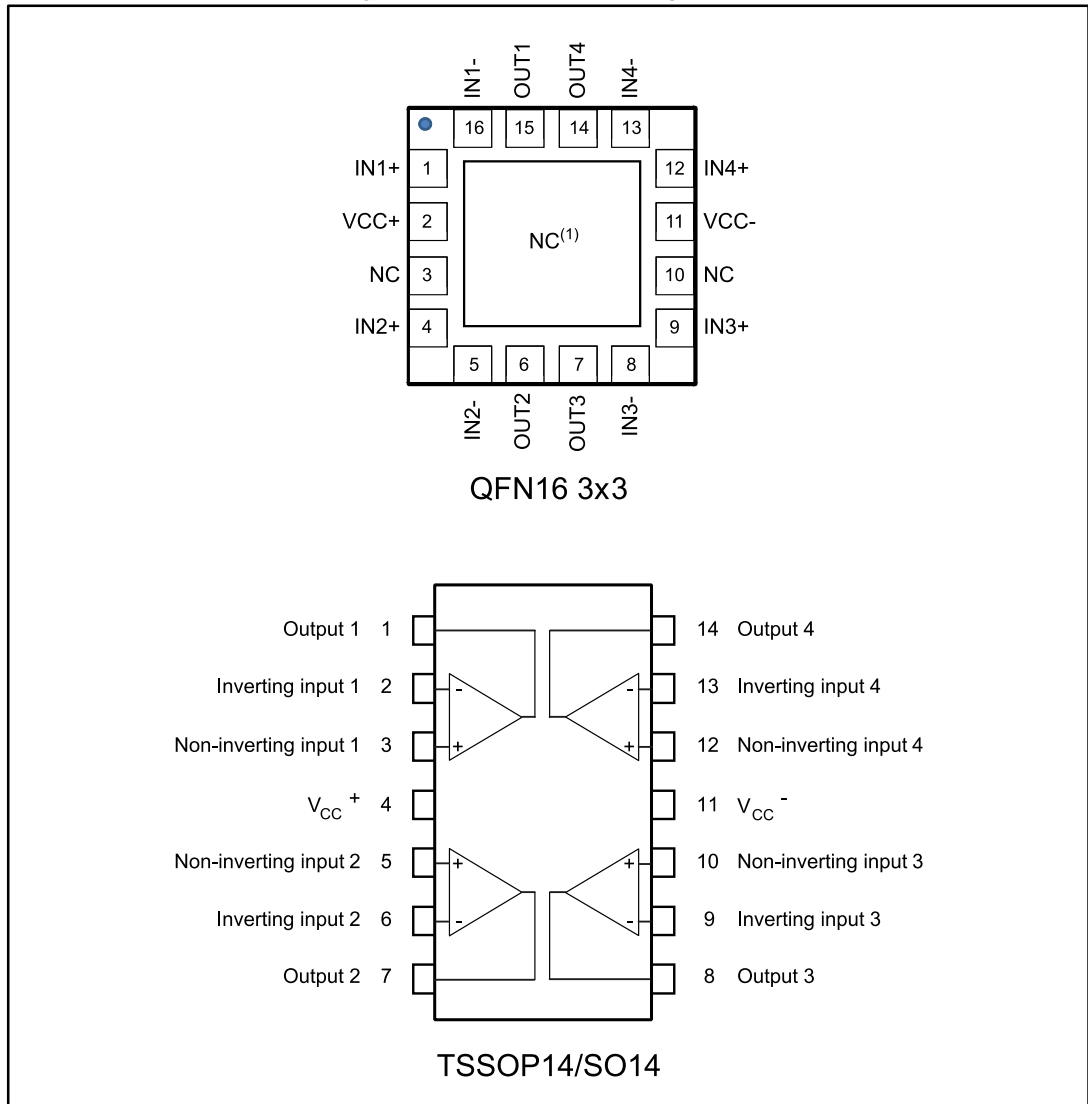 IN1- OUT1 OUT4 IN4-
16 15 14 13
IN1+ 1 12 IN4+
VCC+ 2 11 VCC-
NC(1)
NC 3 10 NC
IN2+ 4 9 IN3+
5 6 7 8
IN2- OUT2 OUT3 IN3-
QFN16 3x3
Output 1 1 14 Output 4
Inverting input 1 2 - - 13 Inverting input 4
Non-inverting input 1 3 + + 12 Non-inverting input 4
VCC + 4 11 VCC -
Non-inverting input 2 5 + + 10 Non-inverting input 3
Inverting input 2 6 - - 9 Inverting input 3
Output 2 7 8 Output 3
TSSOP14/SO14